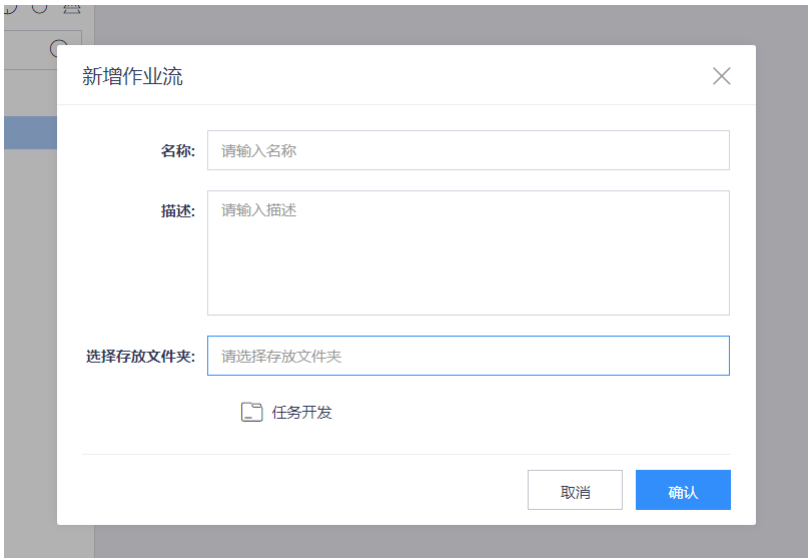 新增作业流
名称: 请输入名称
描述: 请输入描述
选择存放文件夹: 请选择存放文件夹
任务开发
取消 确认